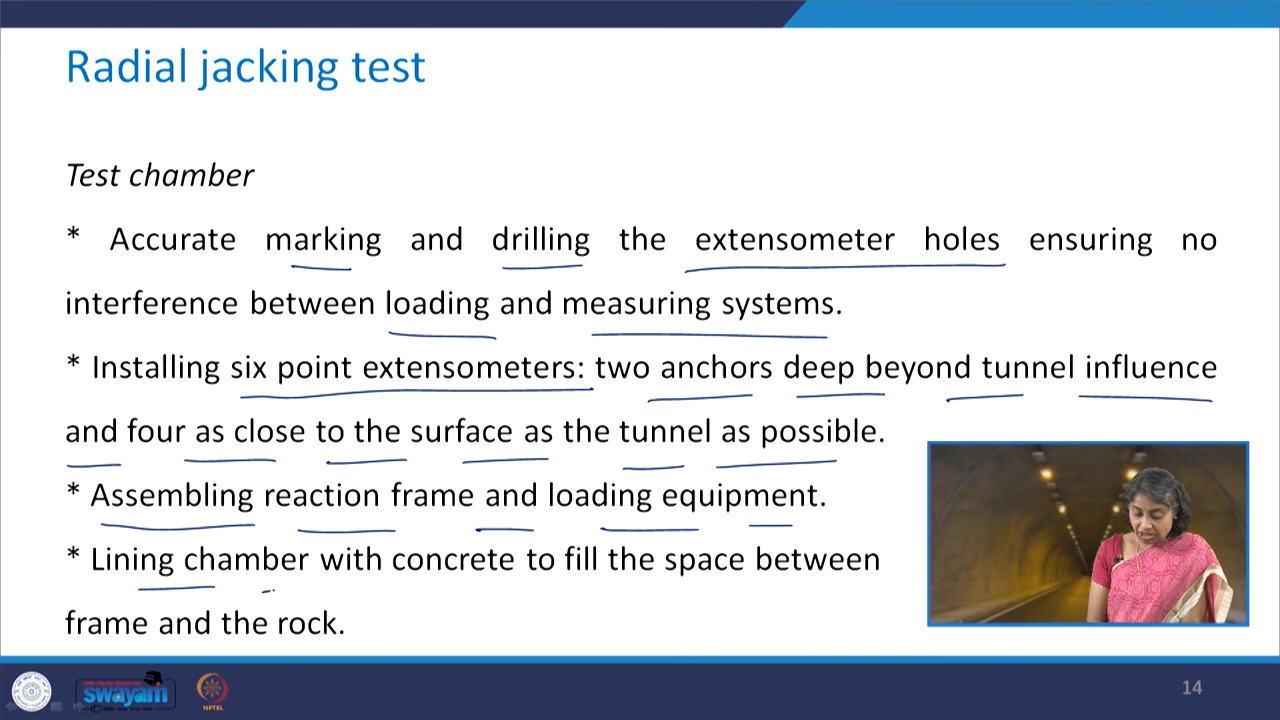 Radial jacking test
Test chamber
* Accurate marking and drilling the extensometer holes ensuring no
interference between loading and measuring systems.
* Installing six point extensometers: two anchors deep beyond tunnel influence
and four as close to the surface as the tunnel as possible.
* Assembling reaction frame and loading equipment.
* Lining chamber with concrete to fill the space between
frame and the rock.
swayam
NPTEL
14